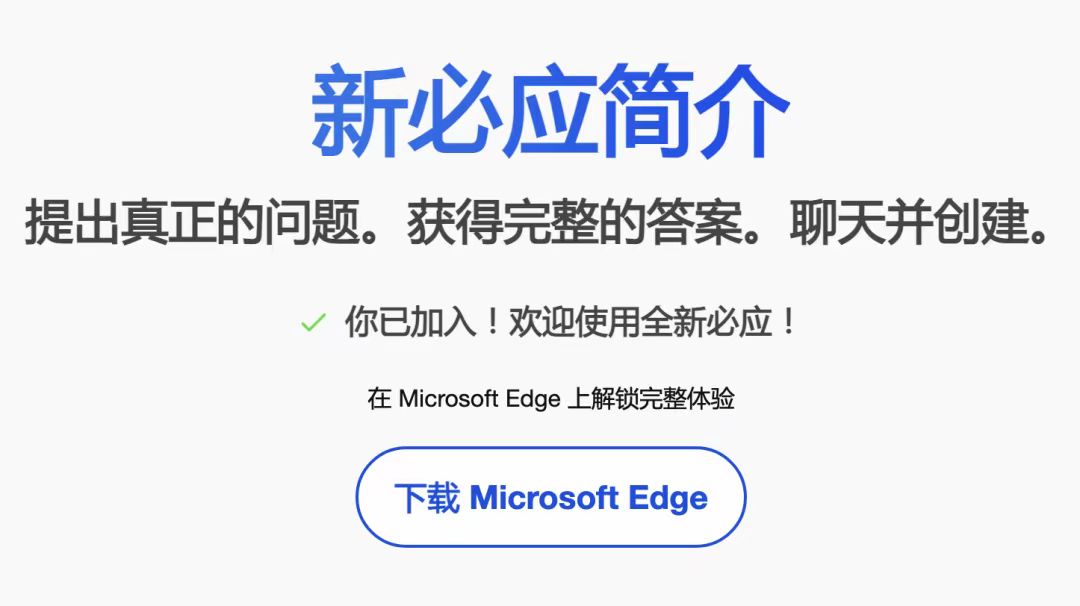 新必应简介
提出真正的问题。获得完整的答案。聊天并创建。
你已加入！欢迎使用全新必应！
在 Microsoft Edge 上解锁完整体验
下载 Microsoft Edge